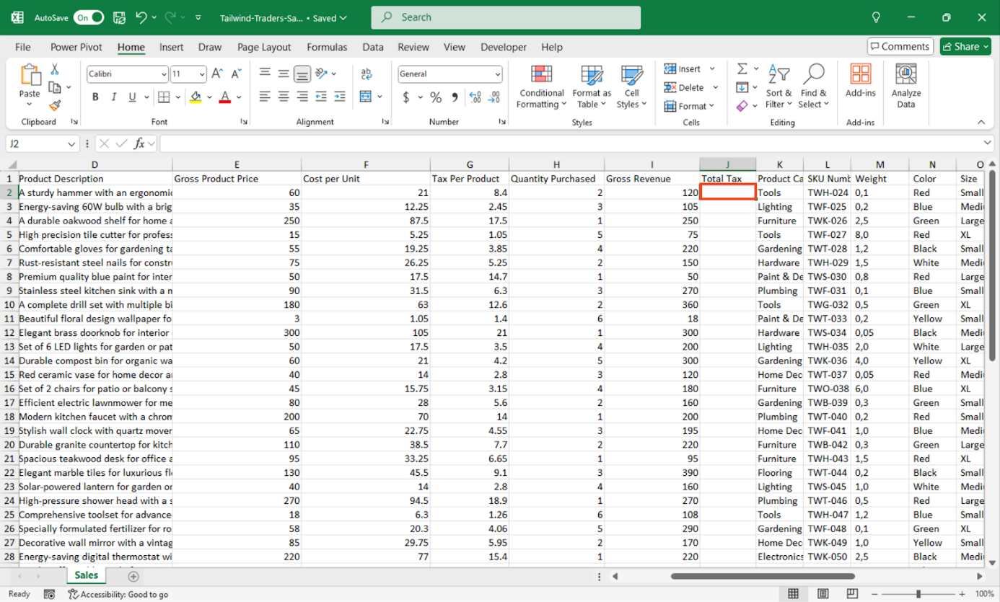 AutoSave On Tailwind-Traders-Sa... • Saved Search
File Power Pivot Home Insert Draw Page Layout Formulas Data Review View Developer Help Comments Share
Paste Calibri 11 A A ab General Insert
B I U A $ % Conditional Formatting Format as Table Cell Styles Delete Sort & Filter Find & Select Add-ins Analyze Data
Format
Clipboard Font Alignment Number Styles Cells Editing Add-ins
J2 fx
D E F G H I J K L M N O
1 Product Description Gross Product Price Cost per Unit Tax Per Product Quantity Purchased Gross Revenue Total Tax Product Ca SKU Numb Weight Color Size
2 A sturdy hammer with an ergonomic 60 21 8.4 2 120 Tools TWH-024 0,1 Red Small
3 Energy-saving 60W bulb with a brig 35 12.25 2.45 3 105 Lighting TWF-025 0,2 Blue Medi
4 A durable oakwood shelf for home a 250 87.5 17.5 1 250 Furniture TWK-026 2,5 Green Large
5 High precision tile cutter for profess 15 5.25 1.05 5 75 Tools TWF-027 8,0 Red XL
6 Comfortable gloves for gardening ta 55 19.25 3.85 4 220 Gardening TWT-028 1,2 Black Small
7 Rust-resistant steel nails for constru 75 26.25 5.25 2 150 Hardware TWH-029 1,5 White Medi
8 Premium quality blue paint for inter 50 17.5 14.7 1 50 Paint & De TWS-030 0,8 Red Large
9 Stainless steel kitchen sink with a m 90 31.5 6.3 3 270 Plumbing TWF-031 0,1 Blue Small
10 A complete drill set with multiple bi 180 63 12.6 2 360 Tools TWG-032 0,5 Green XL
11 Beautiful floral design wallpaper fo 3 1.05 1.4 6 18 Paint & De TWT-033 0,2 Yellow Small
12 Elegant brass doorknob for interior 300 105 21 1 300 Hardware TWS-034 0,05 Black Medi
13 Set of 6 LED lights for garden or pat 50 17.5 3.5 4 200 Lighting TWH-035 2,0 White Large
14 Durable compost bin for organic wa 60 21 4.2 5 300 Gardening TWK-036 4,0 Yellow XL
15 Red ceramic vase for home decor a 40 14 2.8 3 120 Home Dec TWT-037 0,05 Red Medi
16 Set of 2 chairs for patio or balcony s 45 15.75 3.15 4 180 Furniture TWO-038 6,0 Blue XL
17 Efficient electric lawnmower for me 80 28 5.6 2 160 Gardening TWB-039 0,3 Green Small
18 Modern kitchen faucet with a chrom 200 70 14 1 200 Plumbing TWT-040 0,2 Red Small
19 Stylish wall clock with quartz mover 65 22.75 4.55 3 195 Home Dec TWF-041 1,0 Blue Medi
20 Durable granite countertop for kitch 110 38.5 7.7 2 220 Furniture TWB-042 0,3 Green Large
21 Spacious teakwood desk for office a 95 33.25 6.65 1 95 Furniture TWH-043 1,5 Red XL
22 Elegant marble tiles for luxurious fl 130 45.5 9.1 3 390 Flooring TWT-044 0,2 Black Small
23 Solar-powered lantern for garden or 40 14 2.8 4 160 Lighting TWS-045 1,0 White Medi
24 High-pressure shower head with a s 270 94.5 18.9 1 270 Plumbing TWT-046 0,5 Red Large
25 Comprehensive toolset for advance 18 6.3 1.26 6 108 Tools TWH-047 1,2 Blue Small
26 Specially formulated fertilizer for ro 58 20.3 4.06 5 290 Gardening TWF-048 0,1 Green XL
27 Decorative wall mirror with a vintag 85 29.75 5.95 2 170 Home Dec TWK-049 1,0 Yellow Small
28 Energy-saving digital thermostat wi 220 77 15.4 1 220 Electronics TWK-050 2,5 Black Medi
Sales
Ready Accessibility: Good to go 100%